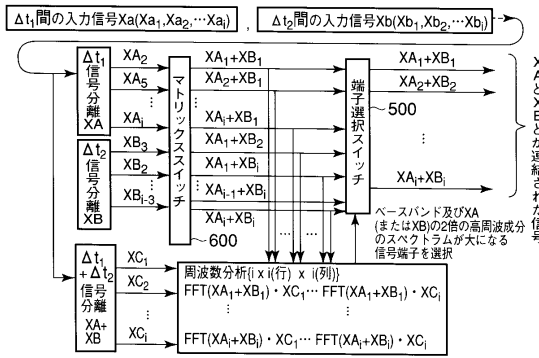 Δt₁間の入力信号Xa(Xa₁,Xa₂,…Xaᵢ) , Δt₂間の入力信号Xb(Xb₁,Xb₂,…Xbᵢ)
Δt₁
信号分離
XA
XA₂
XA₅
⋮
XAᵢ
Δt₂
信号分離
XB
XB₃
XB₂
⋮
XBᵢ₋₃
マトリックススイッチ
600
XA₁+XB₁
XA₂+XB₁
⋮
XAᵢ+XB₁
XA₁+XB₂
XA₁+XBᵢ
XAᵢ₋₁+XBᵢ
XAᵢ+XBᵢ
…
…
端子選択スイッチ
500
XA₁+XB₁
XA₂+XB₂
⋮
XAᵢ+XBᵢ
XAとXBとが連結された信号
ベースバンド及びXA
(またはXB)の2倍の高周波成分
のスペクトラムが大になる
信号端子を選択
Δt₁
+Δt₂
信号分離
XA+
XB
XC₁
XC₂
⋮
XCᵢ
周波数分析{i x i(行) x i(列)}
FFT(XA₁+XB₁)・XC₁… FFT(XA₁+XB₁)・XCᵢ
⋮ ⋮
FFT(XAᵢ+XBᵢ)・XC₁… FFT(XAᵢ+XBᵢ)・XCᵢ